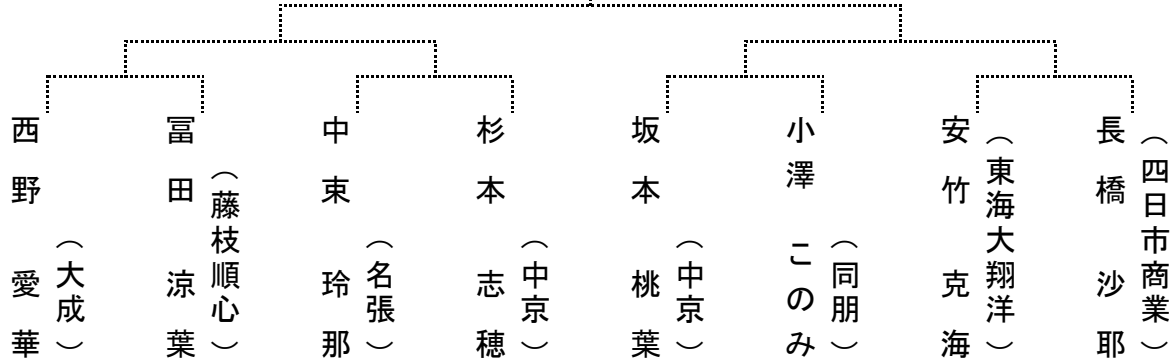 西野 愛華
（大成）
冨田 涼葉
（藤枝順心）
中東 玲那
（名張）
杉本 志穂
（中京）
坂本 桃葉
（中京）
小澤 このみ
（同朋）
安竹 克海
（東海大翔洋）
長橋 沙耶
（四日市商業）